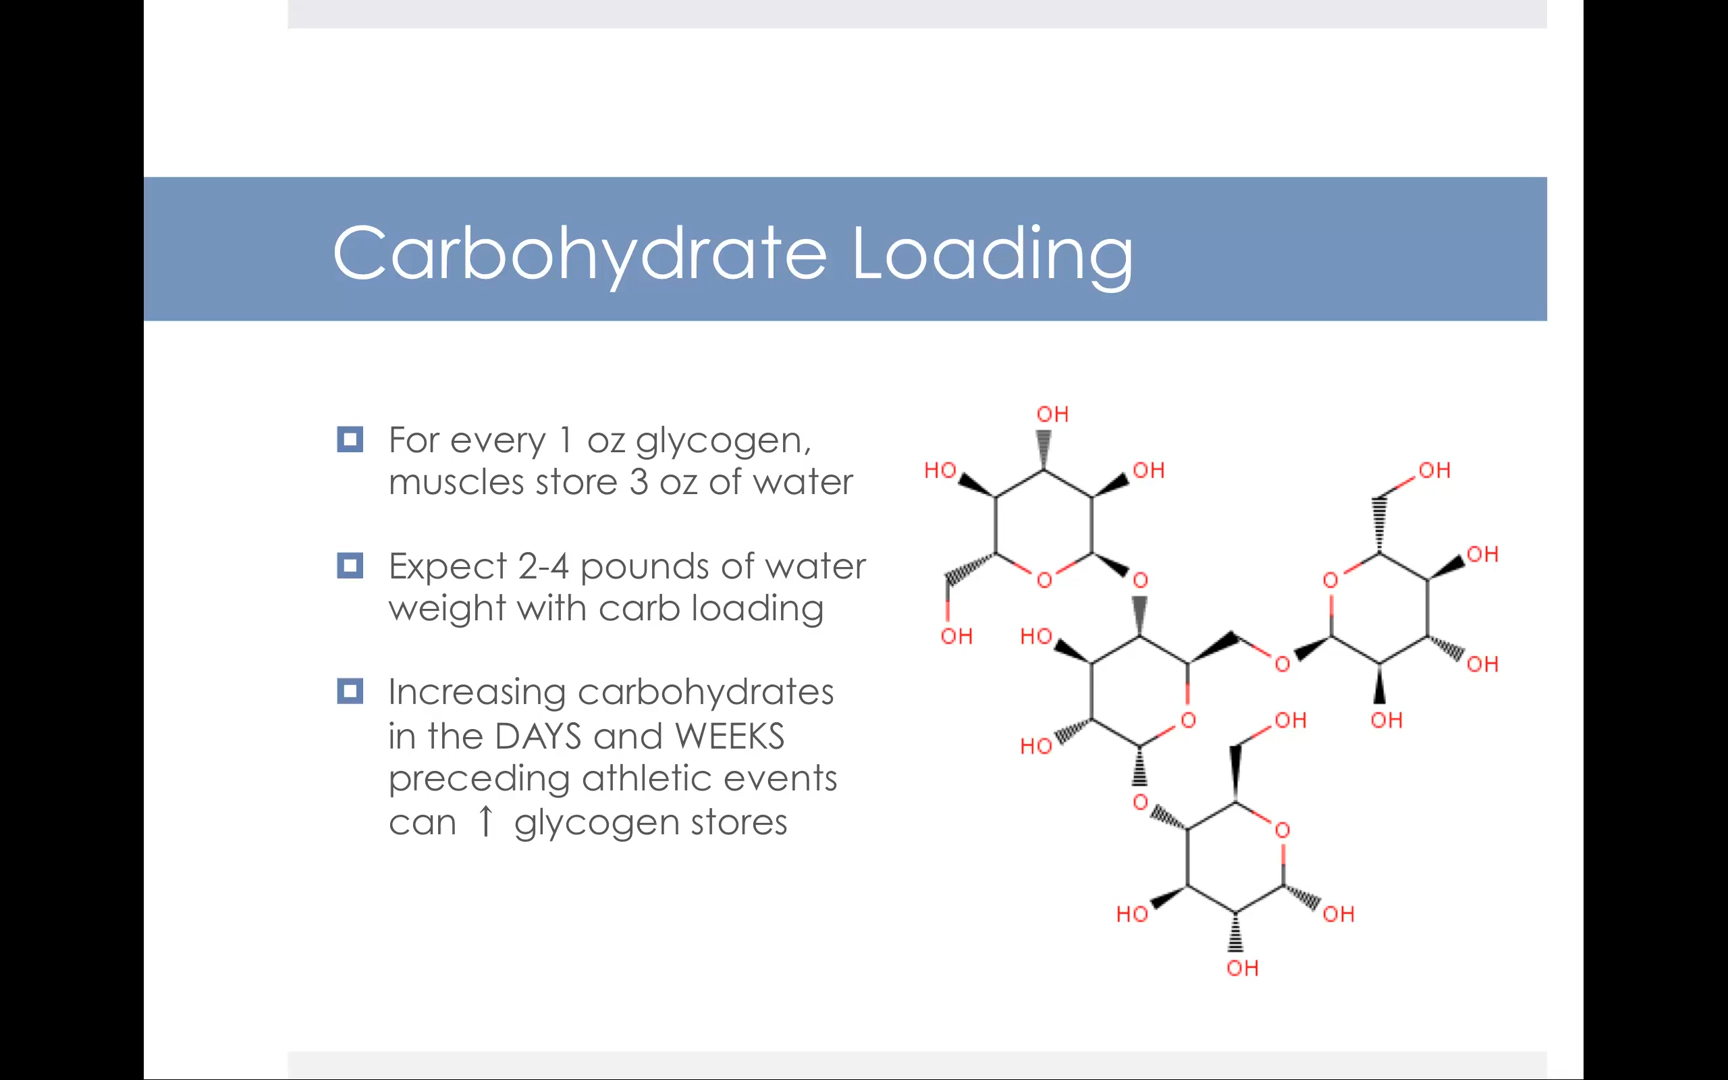 Carbohydrate Loading
For every 1 oz glycogen,
muscles store 3 oz of water
Expect 2-4 pounds of water
weight with carb loading
Increasing carbohydrates
in the DAYS and WEEKS
preceding athletic events
can ↑ glycogen stores
OH
HO
OH
OH
OH
O
O
OH
O
OH
HO
O
OH
HO
O
OH
OH
O
O
HO
OH
OH